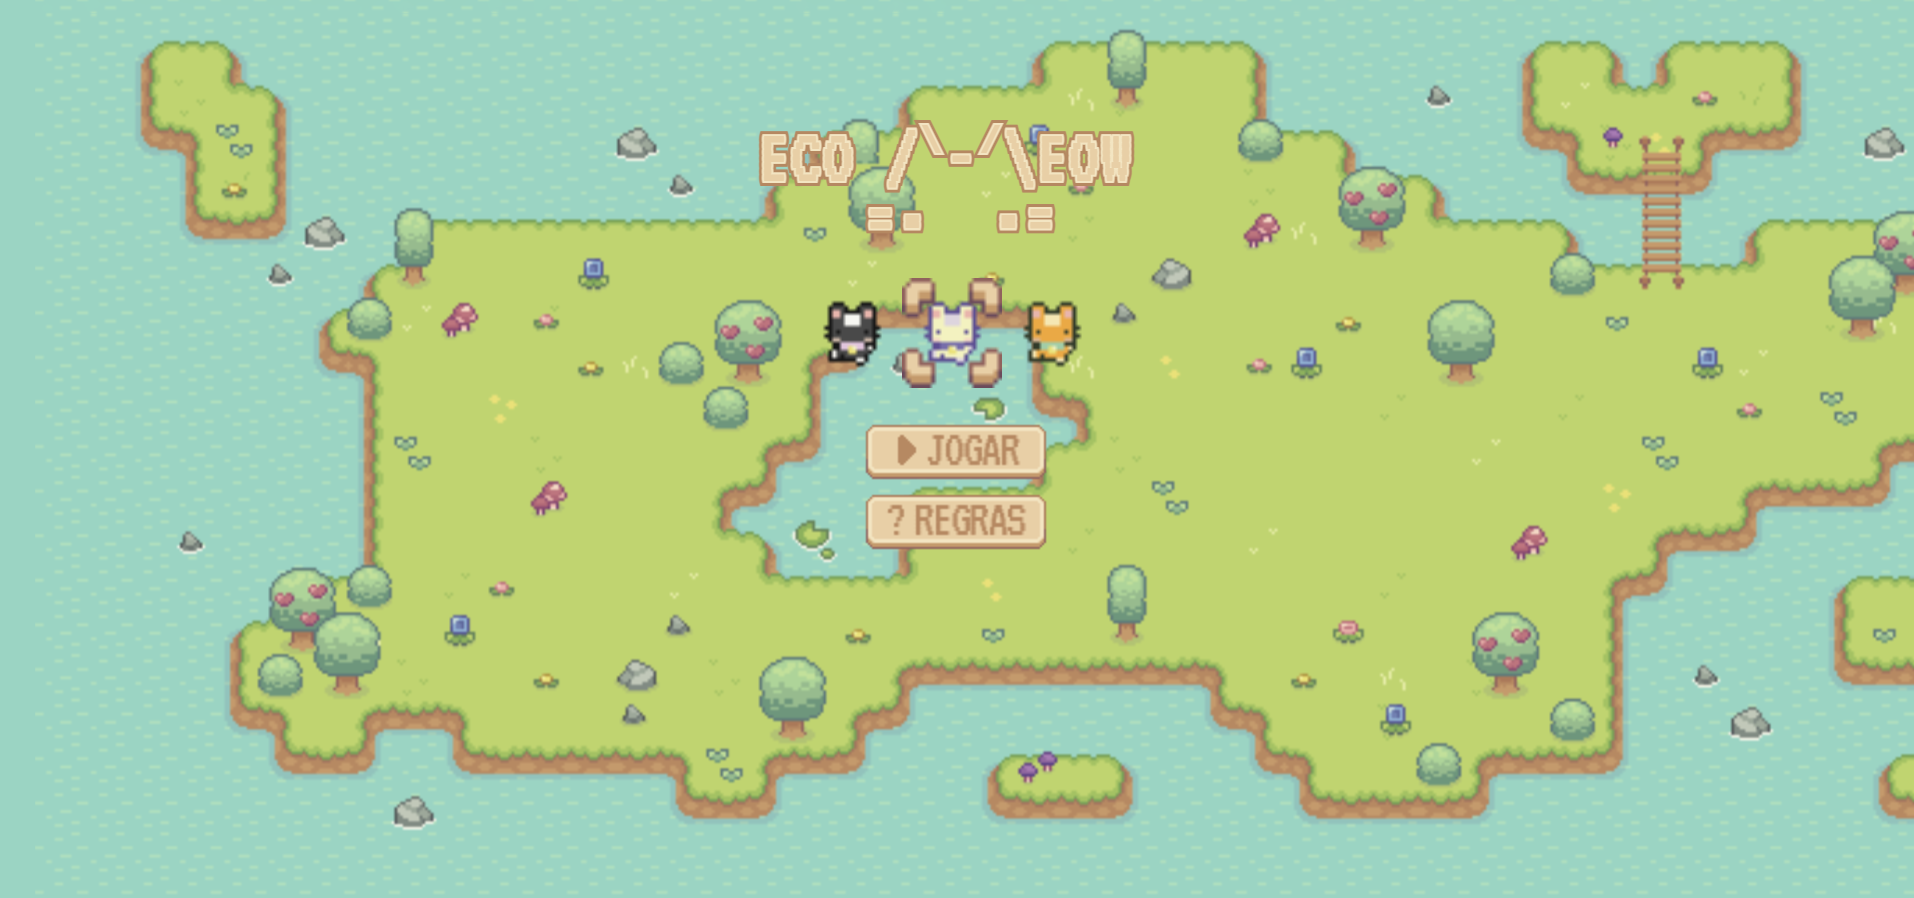 ECO /\-/\EOW
=.   .=
JOGAR
? REGRAS